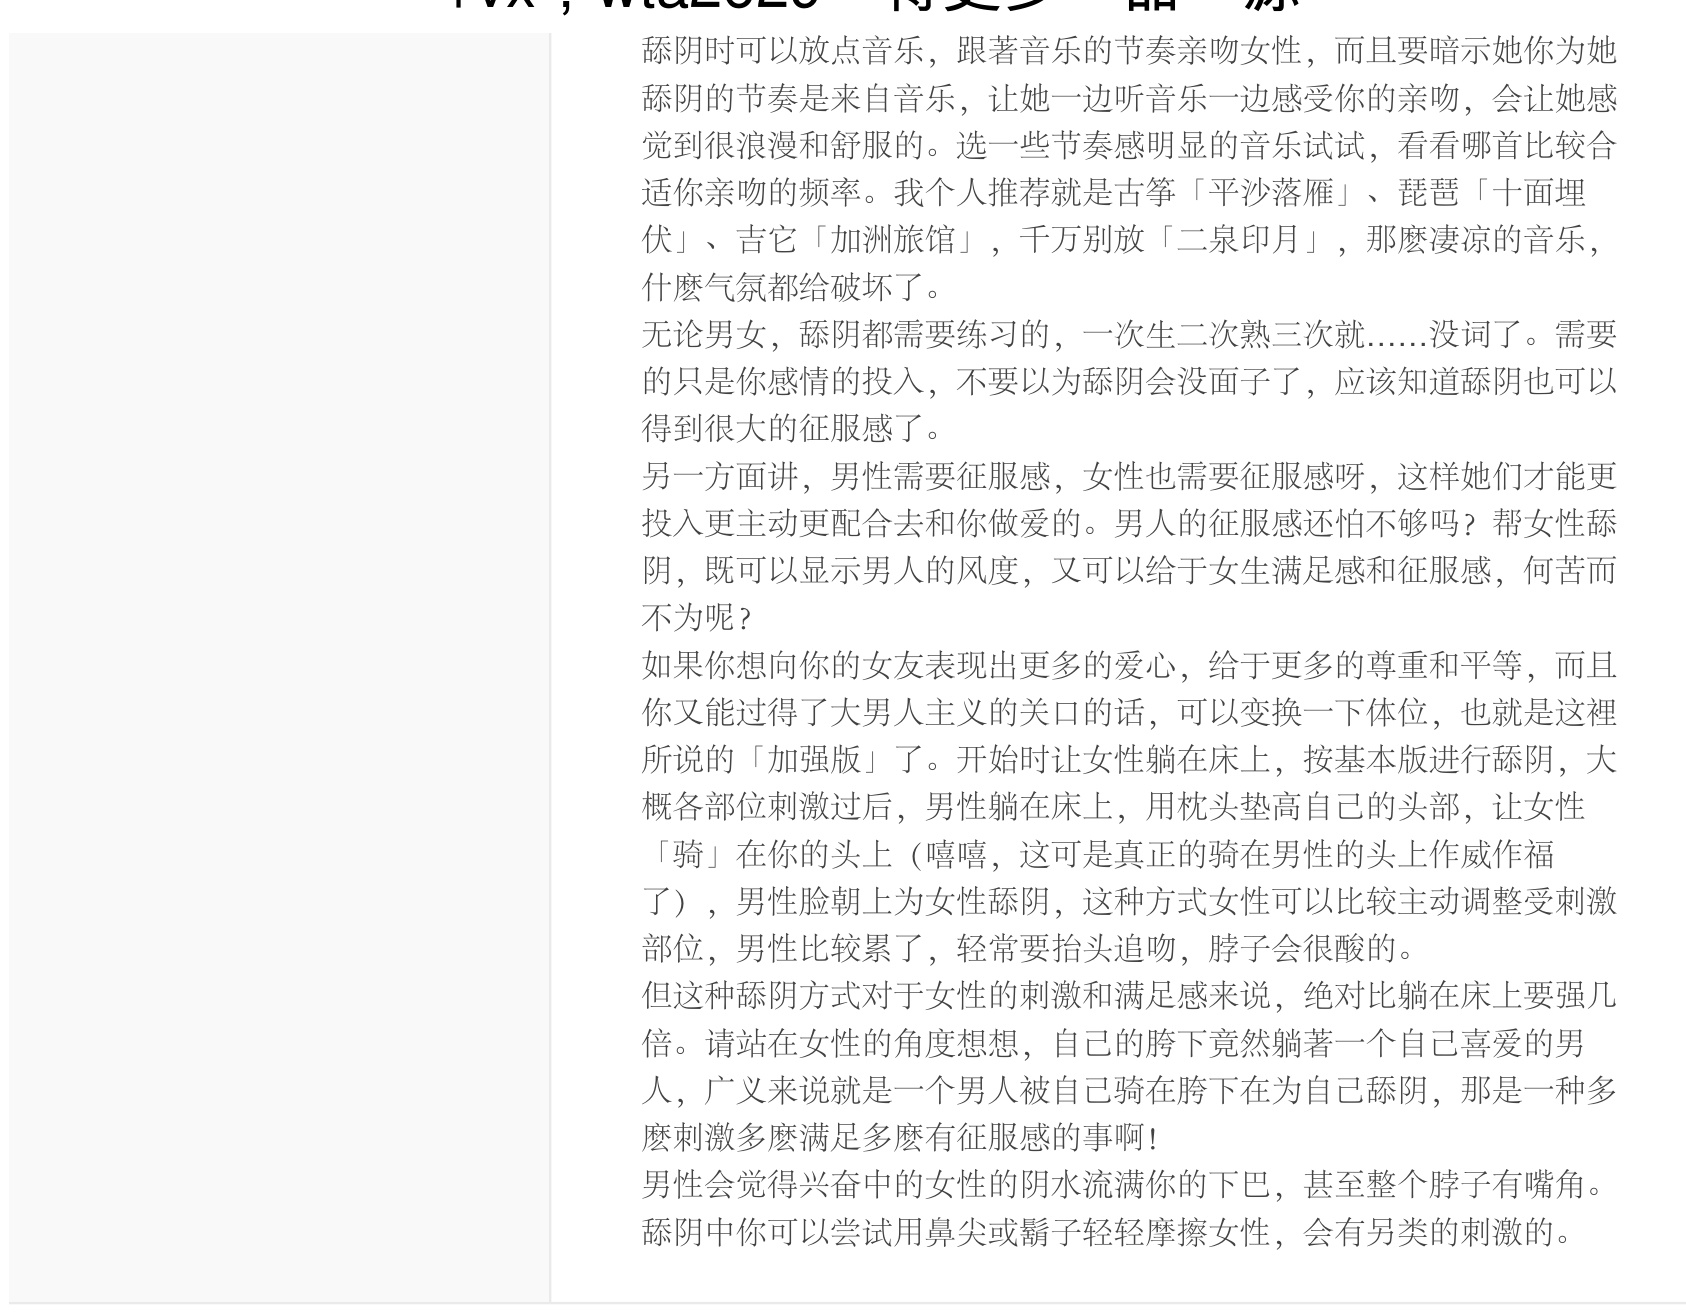 舔阴时可以放点音乐，跟著音乐的节奏亲吻女性，而且要暗示她你为她
舔阴的节奏是来自音乐，让她一边听音乐一边感受你的亲吻，会让她感
觉到很浪漫和舒服的。选一些节奏感明显的音乐试试，看看哪首比较合
适你亲吻的频率。我个人推荐就是古筝「平沙落雁」、琵琶「十面埋
伏」、吉它「加洲旅馆」，千万别放「二泉印月」，那麽凄凉的音乐，
什麽气氛都给破坏了。
无论男女，舔阴都需要练习的，一次生二次熟三次就……没词了。需要
的只是你感情的投入，不要以为舔阴会没面子了，应该知道舔阴也可以
得到很大的征服感了。
另一方面讲，男性需要征服感，女性也需要征服感呀，这样她们才能更
投入更主动更配合去和你做爱的。男人的征服感还怕不够吗？帮女性舔
阴，既可以显示男人的风度，又可以给于女生满足感和征服感，何苦而
不为呢？
如果你想向你的女友表现出更多的爱心，给于更多的尊重和平等，而且
你又能过得了大男人主义的关口的话，可以变换一下体位，也就是这裡
所说的「加强版」了。开始时让女性躺在床上，按基本版进行舔阴，大
概各部位刺激过后，男性躺在床上，用枕头垫高自己的头部，让女性
「骑」在你的头上（嘻嘻，这可是真正的骑在男性的头上作威作福
了），男性脸朝上为女性舔阴，这种方式女性可以比较主动调整受刺激
部位，男性比较累了，轻常要抬头追吻，脖子会很酸的。
但这种舔阴方式对于女性的刺激和满足感来说，绝对比躺在床上要强几
倍。请站在女性的角度想想，自己的胯下竟然躺著一个自己喜爱的男
人，广义来说就是一个男人被自己骑在胯下在为自己舔阴，那是一种多
麽刺激多麽满足多麽有征服感的事啊！
男性会觉得兴奋中的女性的阴水流满你的下巴，甚至整个脖子有嘴角。
舔阴中你可以尝试用鼻尖或鬍子轻轻摩擦女性，会有另类的刺激的。